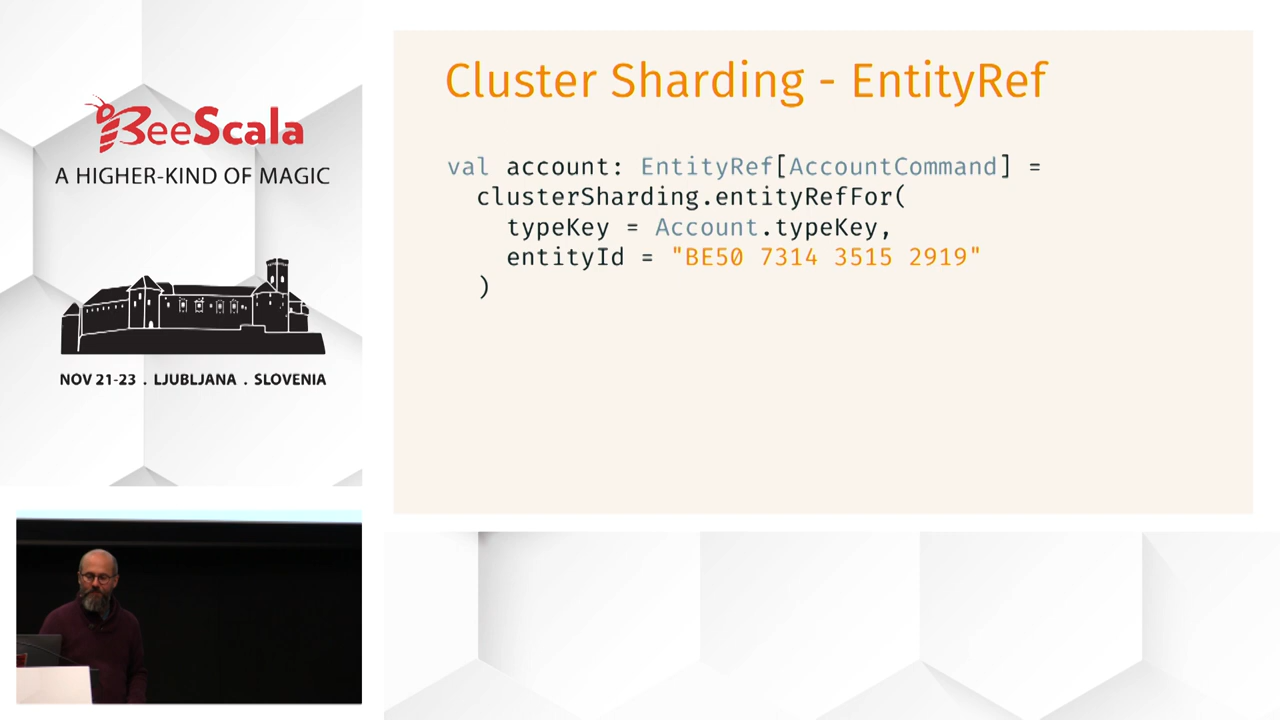 BeeScala
A HIGHER-KIND OF MAGIC
NOV 21-23 . LJUBLJANA . SLOVENIA
Cluster Sharding - EntityRef
val account: EntityRef[AccountCommand] =
clusterSharding.entityRefFor(
typeKey = Account.typeKey,
entityId = "BE50 7314 3515 2919"
)